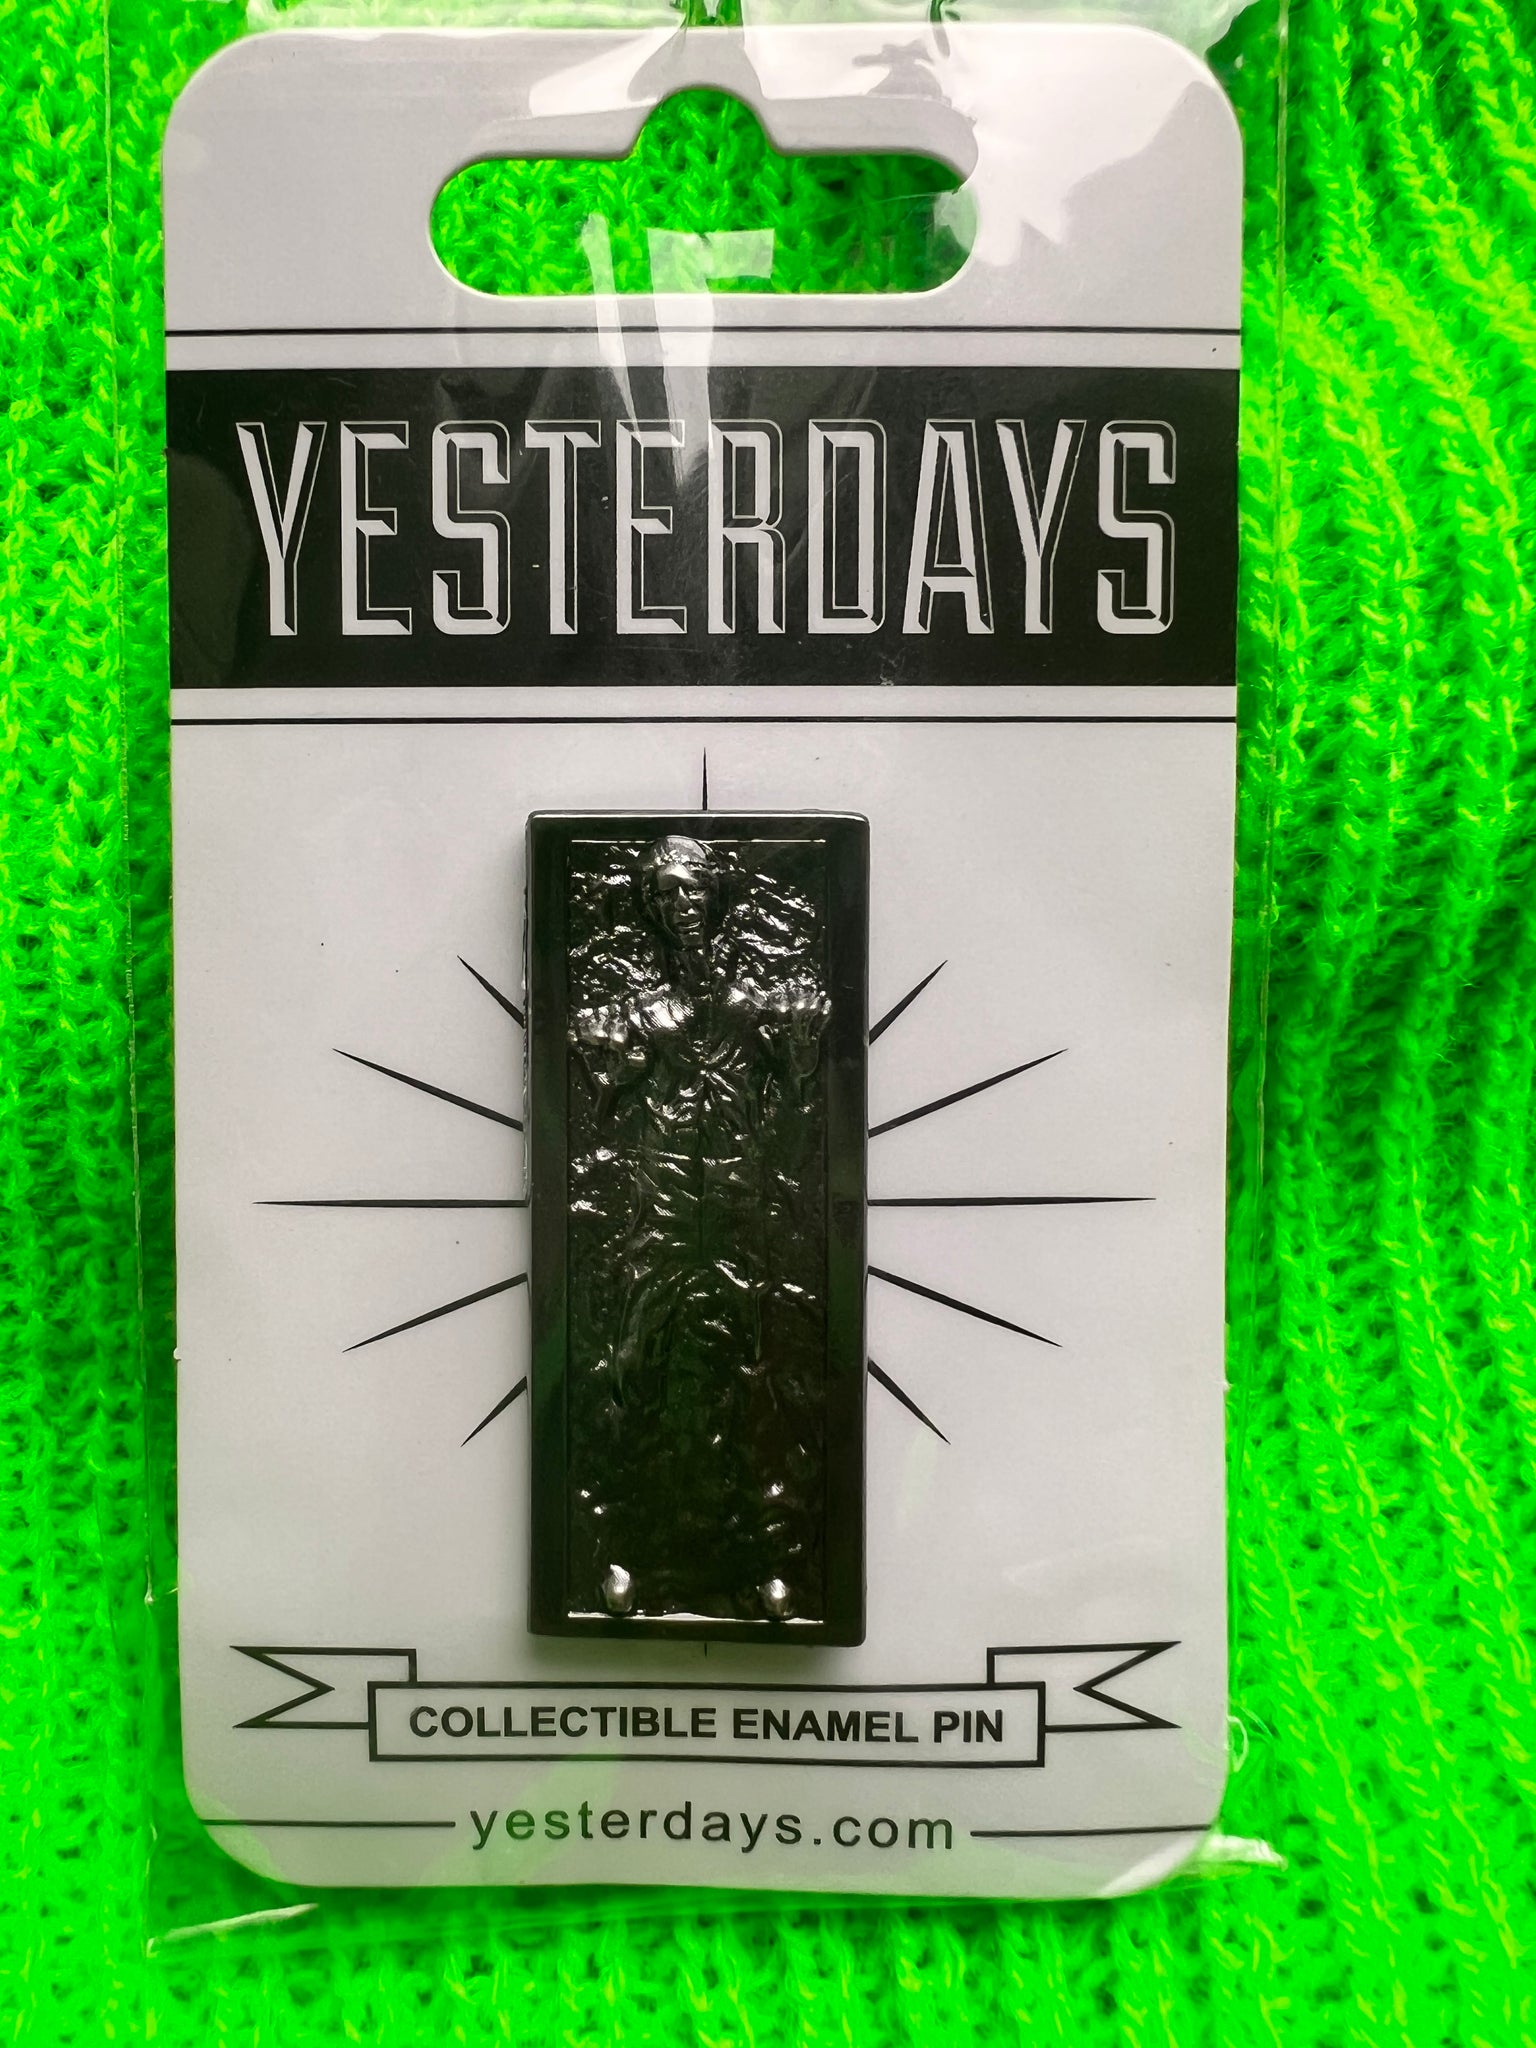 YESTERDAYS
COLLECTIBLE ENAMEL PIN
yesterdays.com